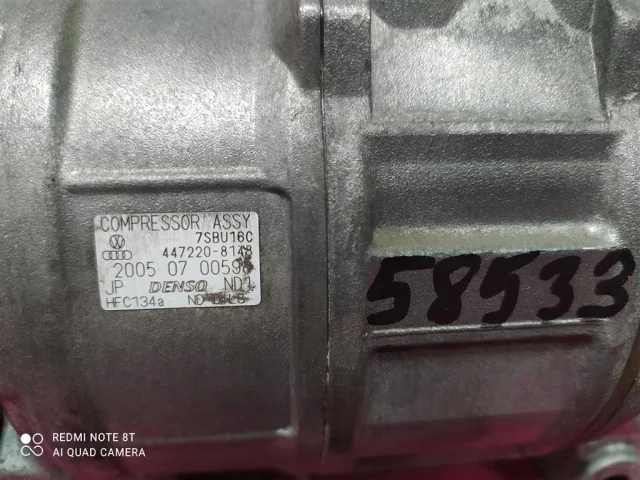 COMPRESSOR ASSY
7SBU16C
447220-8148
2005 07 0059
JP DENSO ND1
HFC134a ND
58533
REDMI NOTE 8T
AI QUAD CAMERA